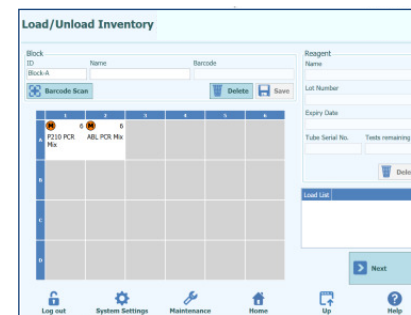 Load/Unload Inventory
Block
ID Name Barcode
Block-A
Barcode Scan Delete Save
1 2 3 4 5 6
A
M 6 M 6
P210 PCR Mix ABL PCR Mix
B
C
D
Reagent
Name
Lot Number
Expiry Date
Tube Serial No. Tests remaining
Dele
Load List
Next
Log out System Settings Maintenance Home Up Help